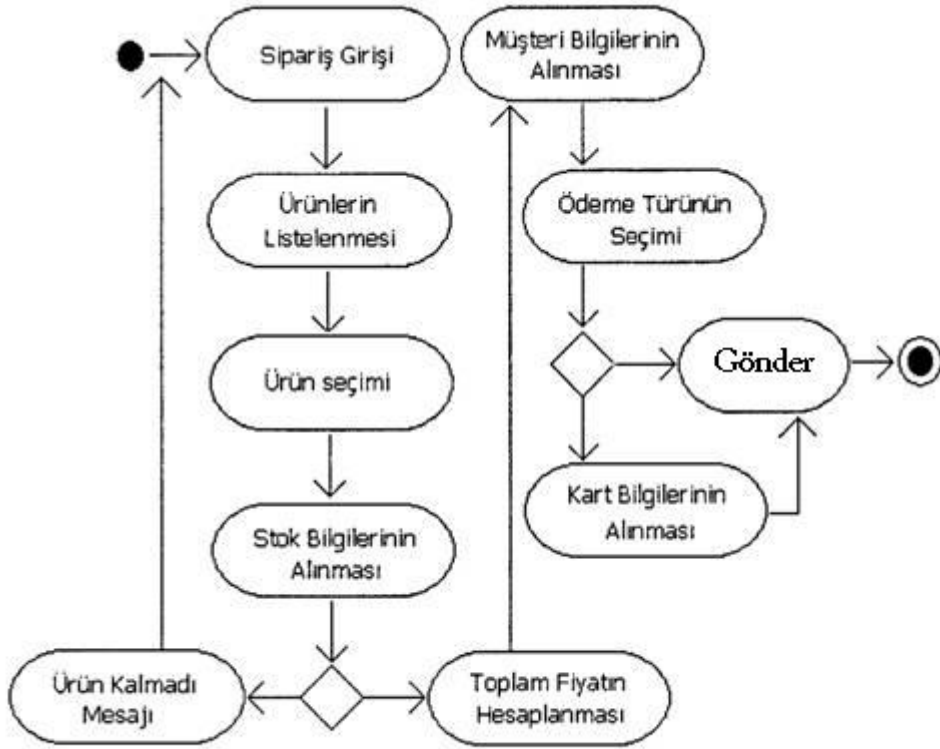 Sipariş Girişi
Ürünlerin
Listelenmesi
Ürün seçimi
Stok Bilgilerinin
Alınması
Ürün Kalmadı
Mesajı
Toplam Fiyatın
Hesaplanması
Müşteri Bilgilerinin
Alınması
Ödeme Türünün
Seçimi
Gönder
Kart Bilgilerinin
Alınması